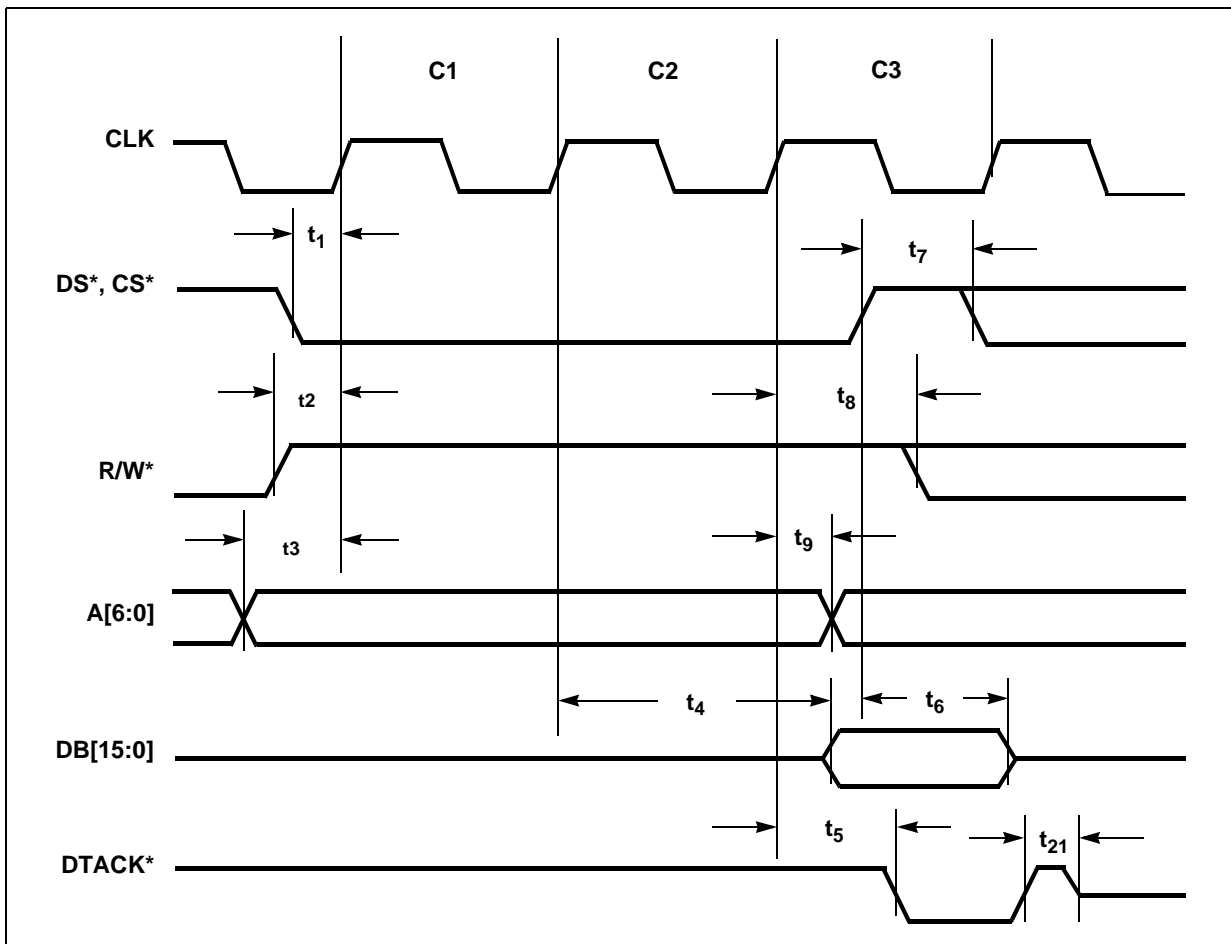 C1 C2 C3
CLK
t1
t7
DS*, CS*
t2
t8
R/W*
t3
t9
A[6:0]
t4
t6
DB[15:0]
t5
t21
DTACK*